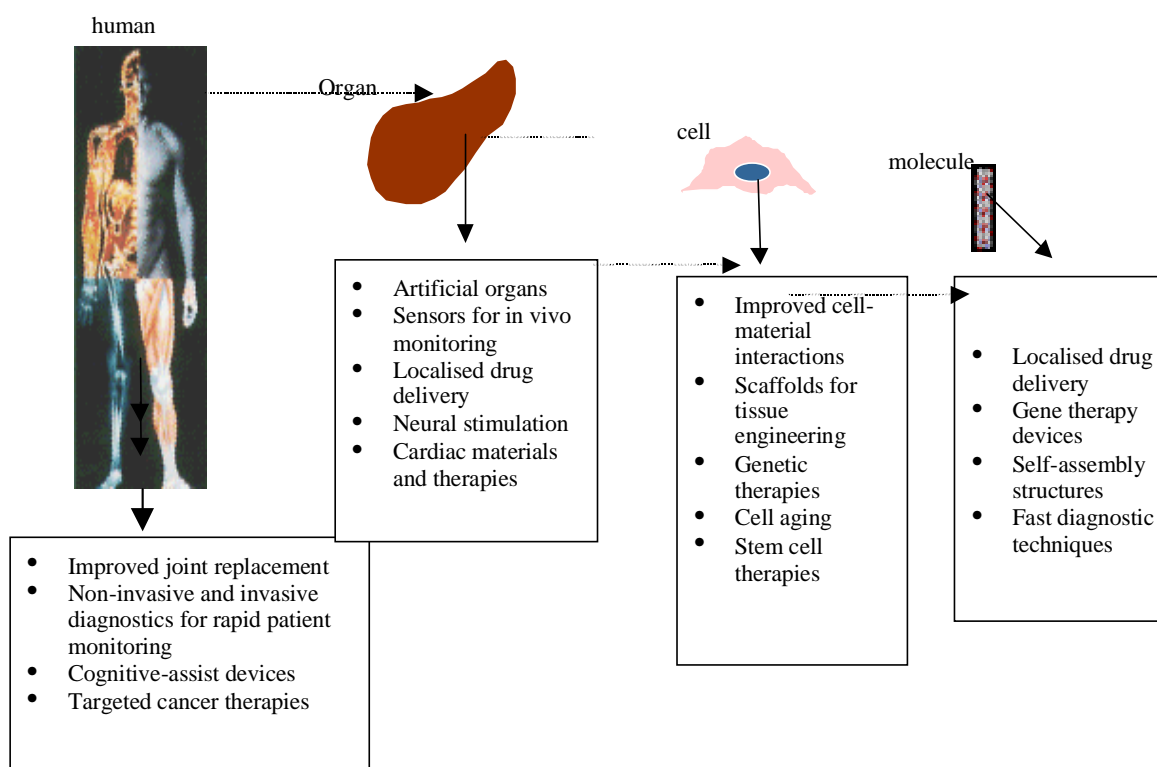 human
Organ
cell
molecule
• Artificial organs
• Sensors for in vivo
monitoring
• Localised drug
delivery
• Neural stimulation
• Cardiac materials
and therapies
• Improved cell-
material
interactions
• Scaffolds for
tissue
engineering
• Genetic
therapies
• Cell aging
• Stem cell
therapies
• Localised drug
delivery
• Gene therapy
devices
• Self-assembly
structures
• Fast diagnostic
techniques
• Improved joint replacement
• Non-invasive and invasive
diagnostics for rapid patient
monitoring
• Cognitive-assist devices
• Targeted cancer therapies